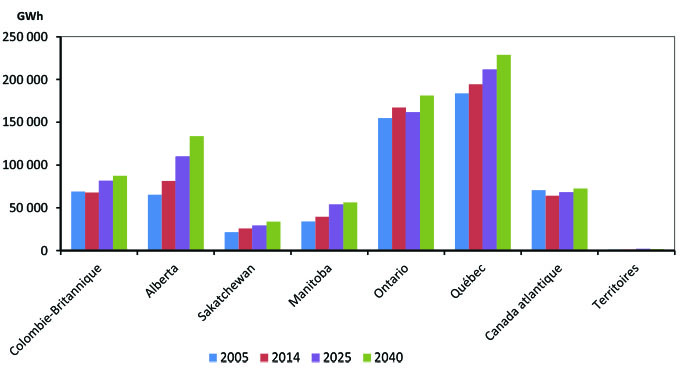 GWh
250 000
200 000
150 000
100 000
50 000
0
Colombie-Britannique
Alberta
Sakatchewan
Manitoba
Ontario
Québec
Canada atlantique
Territoires
2005 2014 2025 2040